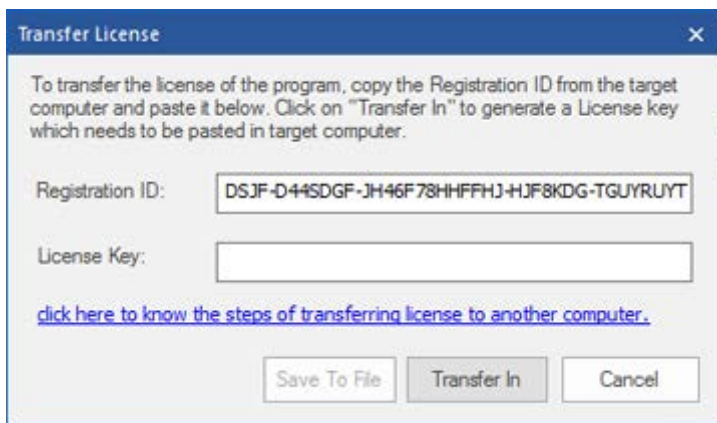 Transfer License
To transfer the license of the program, copy the Registration ID from the target
computer and paste it below. Click on "Transfer In" to generate a License key
which needs to be pasted in target computer.
Registration ID: DSJF-D44SDGF-JH46F78HHFFHJ-HJF8KDG-TGUYRUYT
License Key:
click here to know the steps of transferring license to another computer.
Save To File Transfer In Cancel